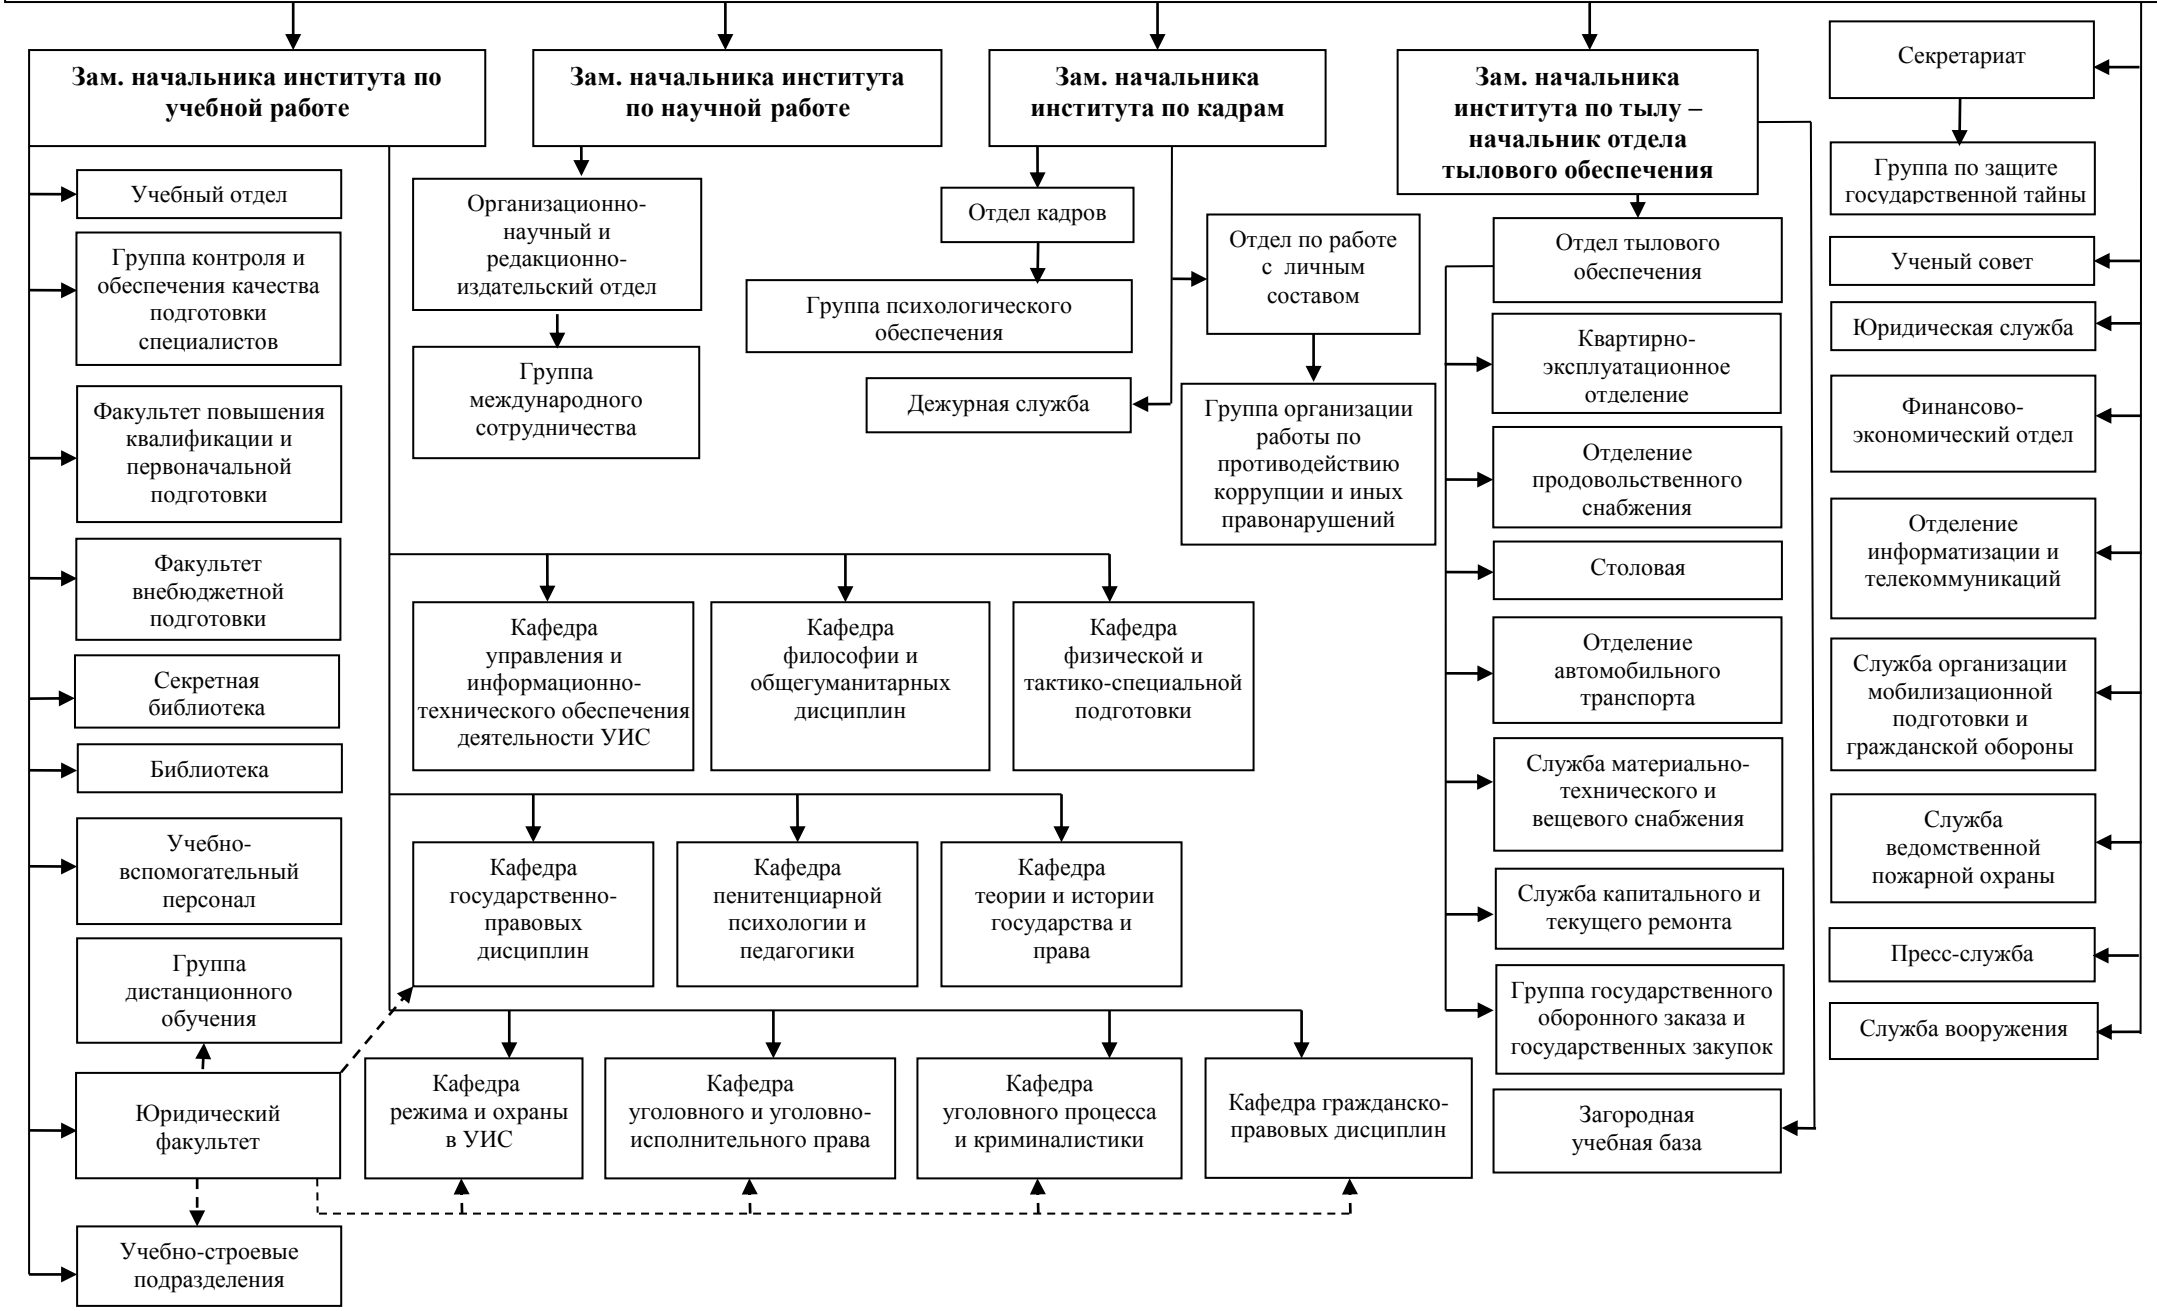 Зам. начальника института по
учебной работе
Учебный отдел
Группа контроля и
обеспечения качества
подготовки
специалистов
Факультет повышения
квалификации и
первоначальной
подготовки
Факультет
внебюджетной
подготовки
Секретная
библиотека
Библиотека
Учебно-
вспомогательный
персонал
Группа
дистанционного
обучения
Юридический
факультет
Учебно-строевые
подразделения
Зам. начальника института
по научной работе
Организационно-
научный и
редакционно-
издательский отдел
Группа
международного
сотрудничества
Зам. начальника
института по кадрам
Отдел кадров
Группа психологического
обеспечения
Дежурная служба
Отдел по работе
с личным
составом
Группа организации
работы по
противодействию
коррупции и иных
правонарушений
Кафедра
управления и
информационно-
технического обеспечения
деятельности УИС
Кафедра
философии и
общегуманитарных
дисциплин
Кафедра
физической и
тактико-специальной
подготовки
Кафедра
государственно-
правовых
дисциплин
Кафедра
пенитенциарной
психологии и
педагогики
Кафедра
теории и истории
государства и
права
Кафедра
режима и охраны
в УИС
Кафедра
уголовного и уголовно-
исполнительного права
Кафедра
уголовного процесса
и криминалистики
Кафедра гражданско-
правовых дисциплин
Зам. начальника
института по тылу –
начальник отдела
тылового обеспечения
Отдел тылового
обеспечения
Квартирно-
эксплуатационное
отделение
Отделение
продовольственного
снабжения
Столовая
Отделение
автомобильного
транспорта
Служба материально-
технического и
вещевого снабжения
Служба капитального и
текущего ремонта
Группа государственного
оборонного заказа и
государственных закупок
Загородная
учебная база
Секретариат
Группа по защите
государственной тайны
Ученый совет
Юридическая служба
Финансово-
экономический отдел
Отделение
информатизации и
телекоммуникаций
Служба организации
мобилизационной
подготовки и
гражданской обороны
Служба
ведомственной
пожарной охраны
Пресс-служба
Служба вооружения